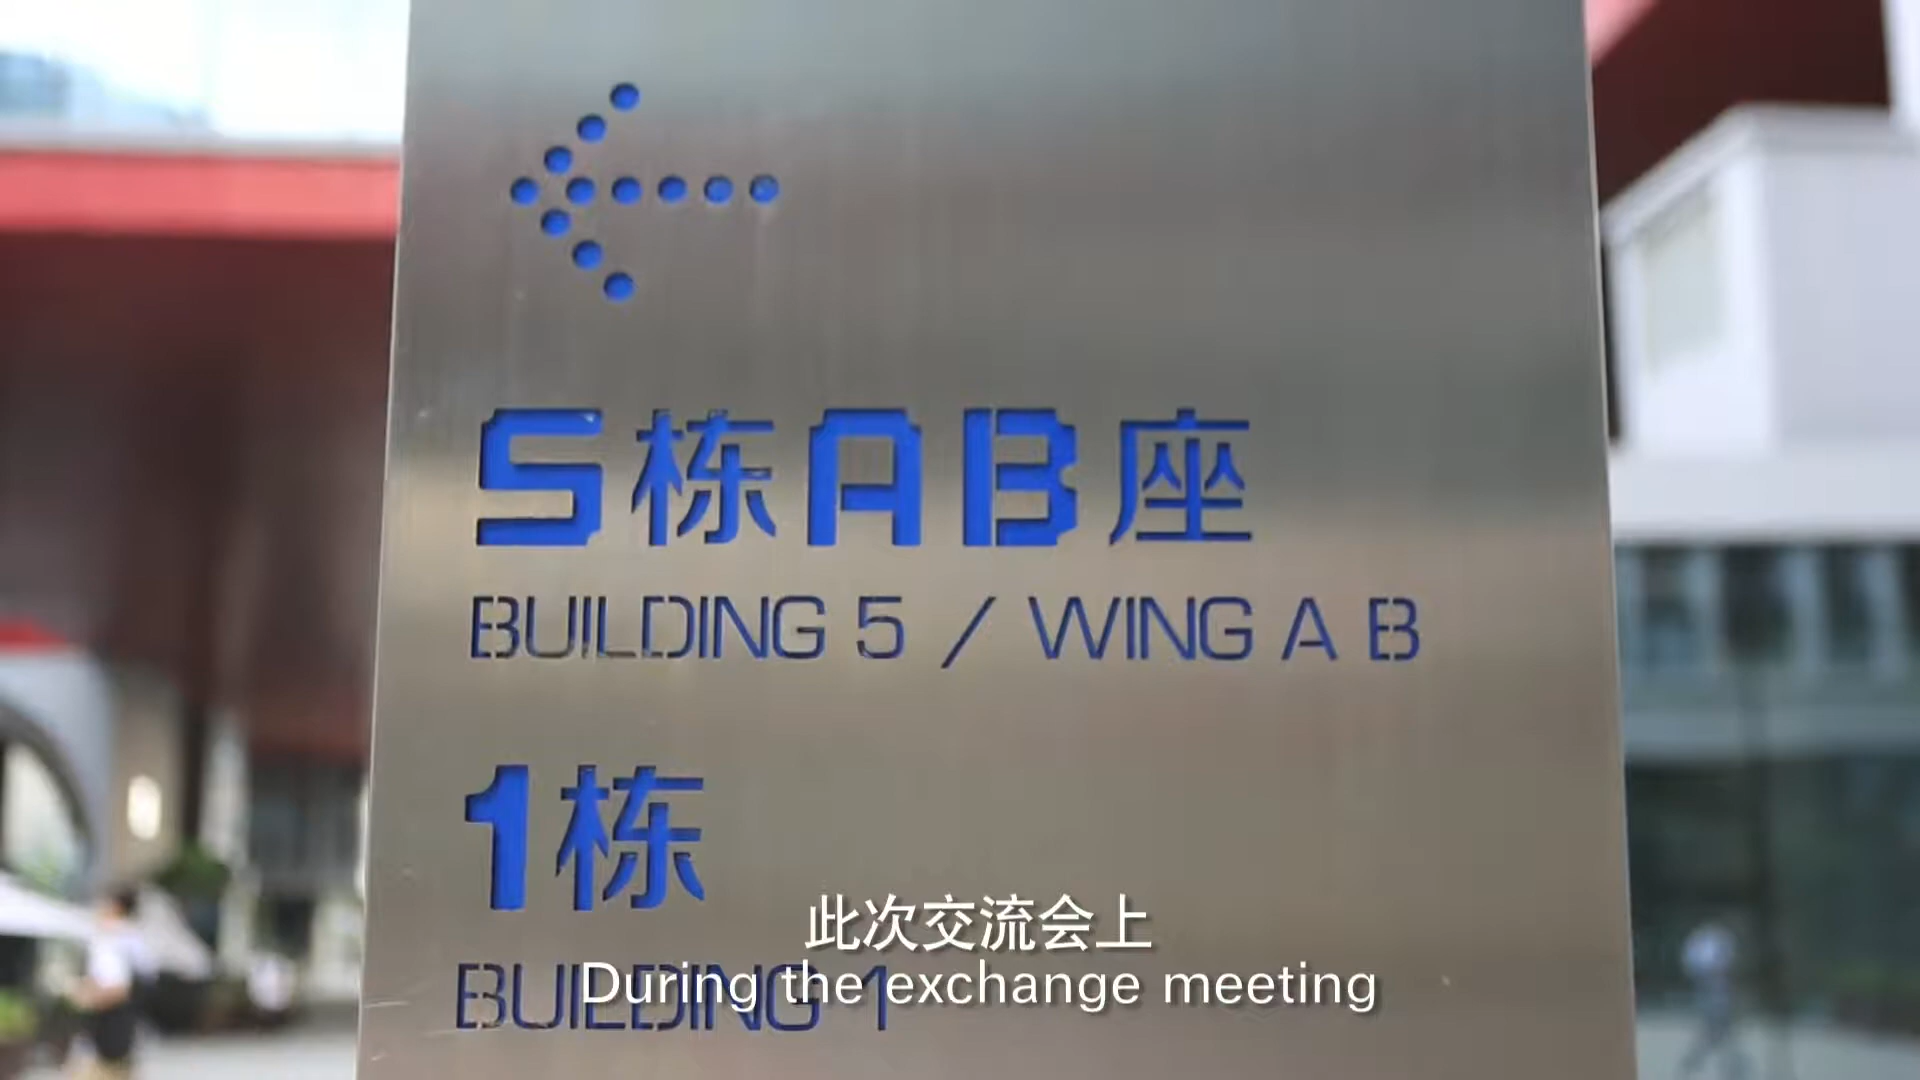 5栋AB座
BUILDING 5 / WING A B
1栋
BUILDING 1
此次交流会上
During the exchange meeting